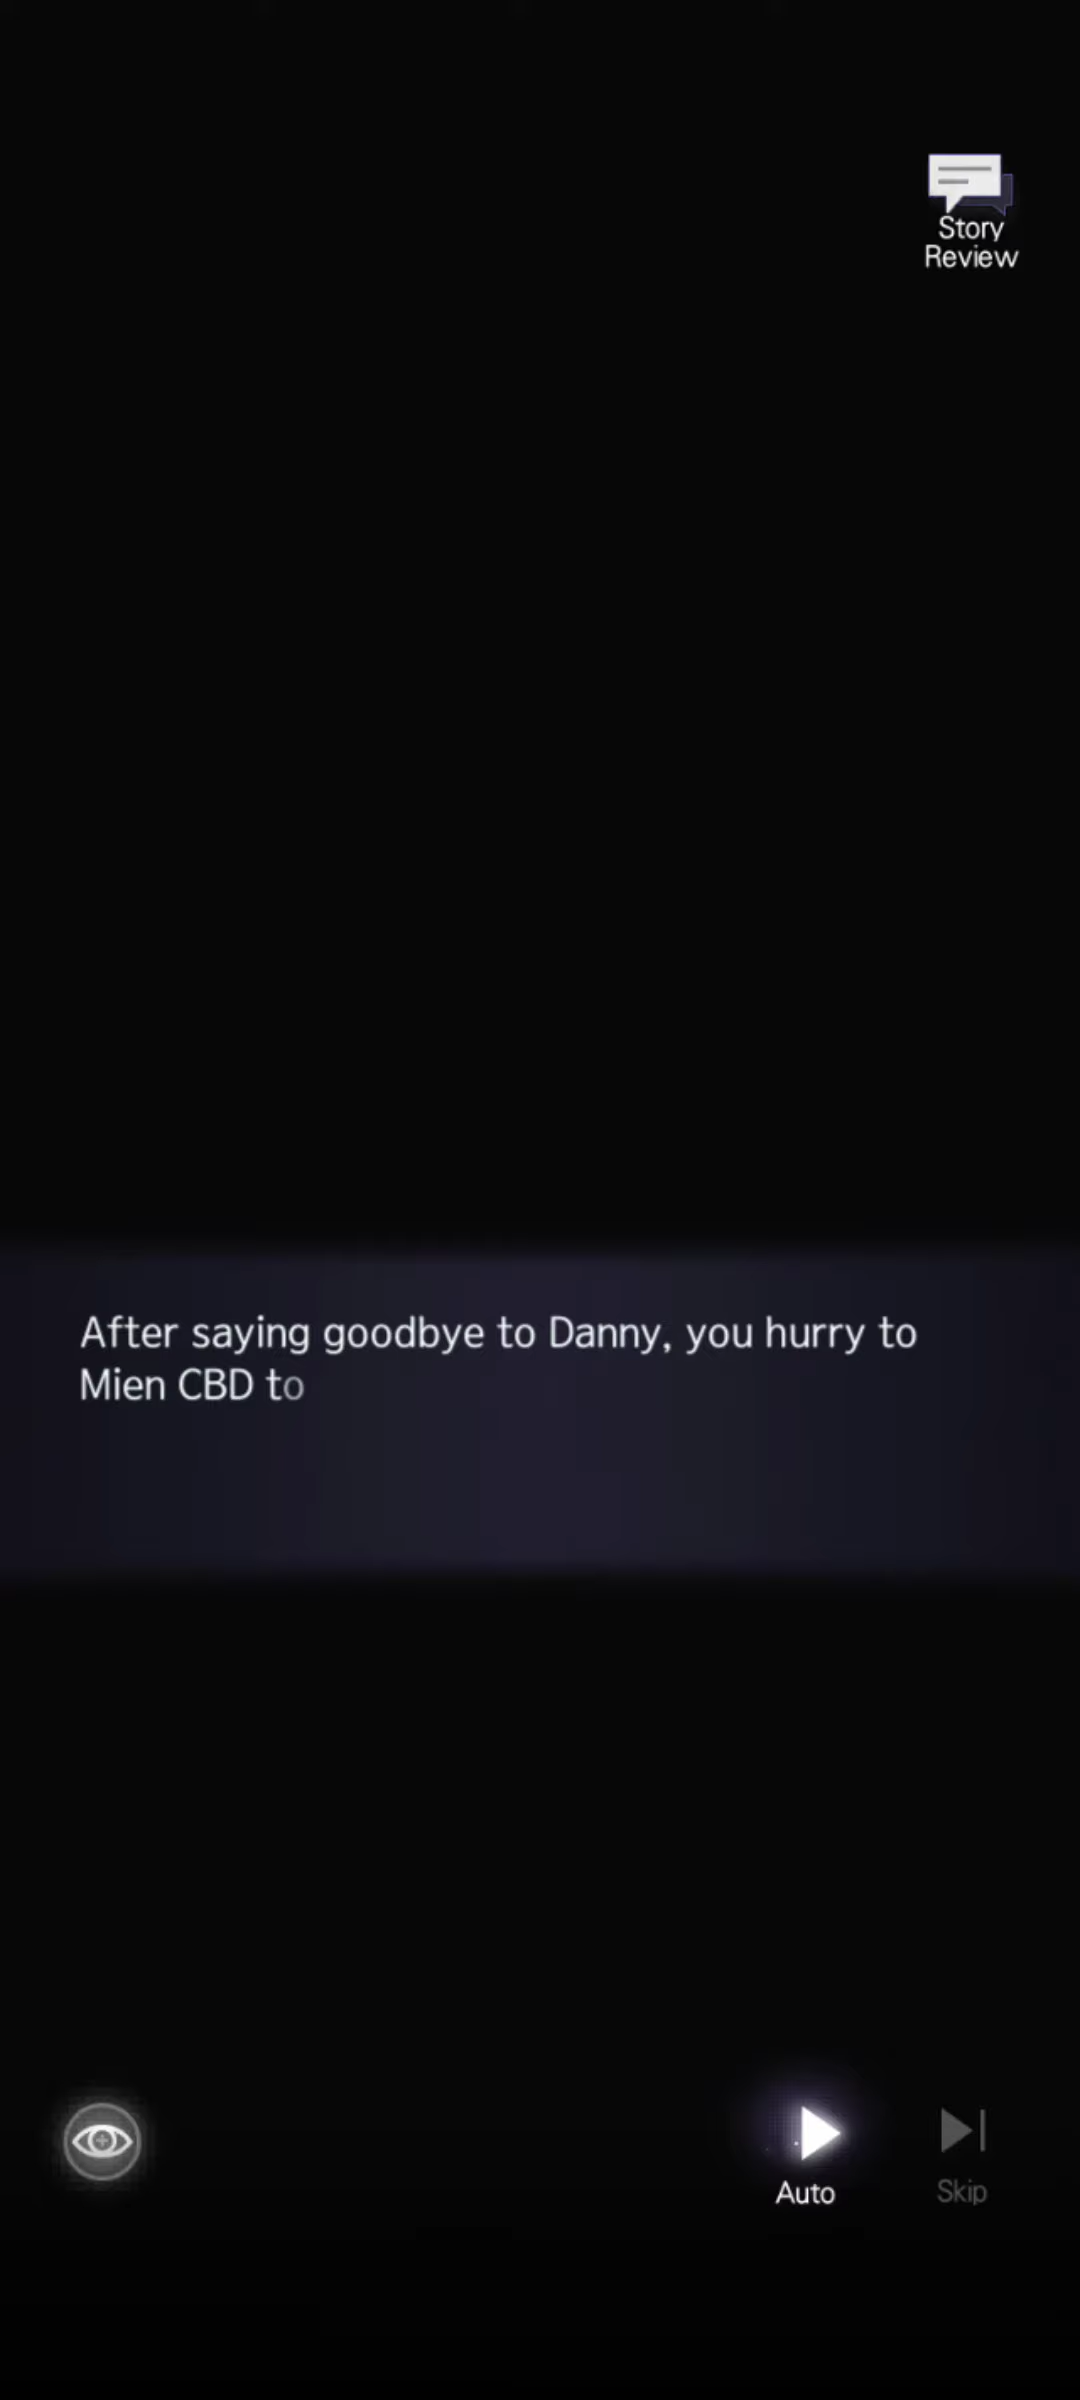 Story
Review
After saying goodbye to Danny, you hurry to
Mien CBD to
Auto
Skip